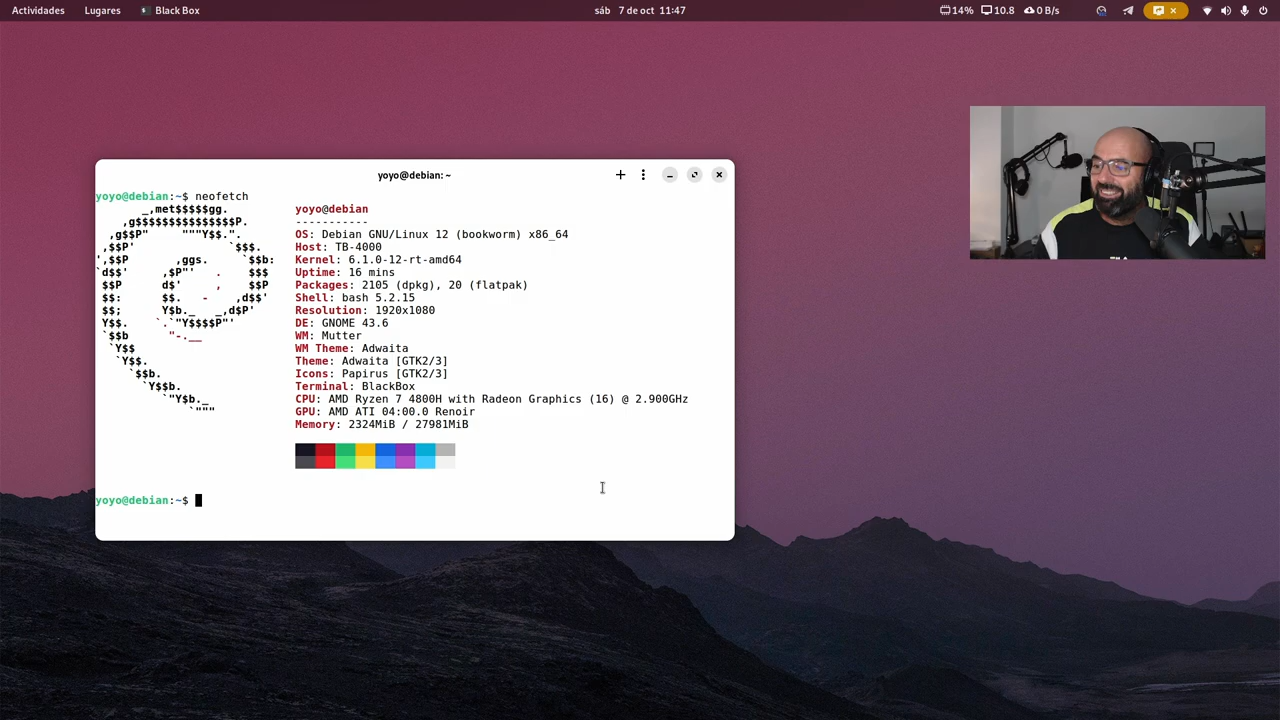 Actividades Lugares Black Box sáb 7 de oct 11:47 14% 10.8 0 B/s
yoyo@debian: ~
yoyo@debian:~$ neofetch
_,met$$$$$gg.
,g$$$$$$$$$$$$$$$P.
,g$$P" """Y$$.".
,$$P' `$$$.
',$$P ,ggs. `$$b:
`d$$' ,$P"' . $$$
$$P d$' , $$P
$$: $$. - ,d$$'
$$; Y$b._ _,d$P'
Y$$. `.`"Y$$$$P"'
`$$b "-.__
`Y$$
`Y$$.
`$$b.
`Y$$b.
`"Y$b._
`"""
yoyo@debian
-----------
OS: Debian GNU/Linux 12 (bookworm) x86_64
Host: TB-4000
Kernel: 6.1.0-12-rt-amd64
Uptime: 16 mins
Packages: 2105 (dpkg), 20 (flatpak)
Shell: bash 5.2.15
Resolution: 1920x1080
DE: GNOME 43.6
WM: Mutter
WM Theme: Adwaita
Theme: Adwaita [GTK2/3]
Icons: Papirus [GTK2/3]
Terminal: BlackBox
CPU: AMD Ryzen 7 4800H with Radeon Graphics (16) @ 2.900GHz
GPU: AMD ATI 04:00.0 Renoir
Memory: 2324MiB / 27981MiB
yoyo@debian:~$